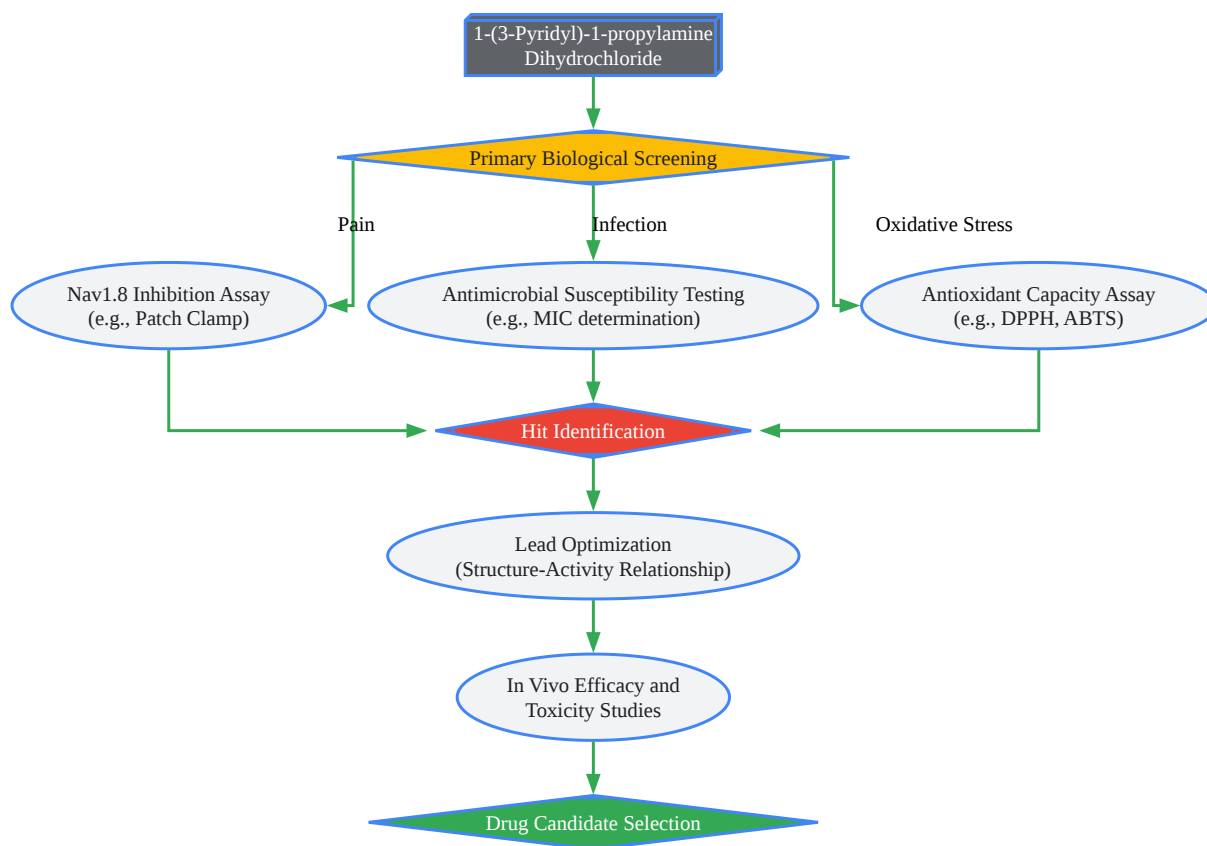 1-(3-Pyridyl)-1-propylamine
Dihydrochloride
Primary Biological Screening
Pain
Infection
Oxidative Stress
Nav1.8 Inhibition Assay
(e.g., Patch Clamp)
Antimicrobial Susceptibility Testing
(e.g., MIC determination)
Antioxidant Capacity Assay
(e.g., DPPH, ABTS)
Hit Identification
Lead Optimization
(Structure-Activity Relationship)
In Vivo Efficacy and
Toxicity Studies
Drug Candidate Selection